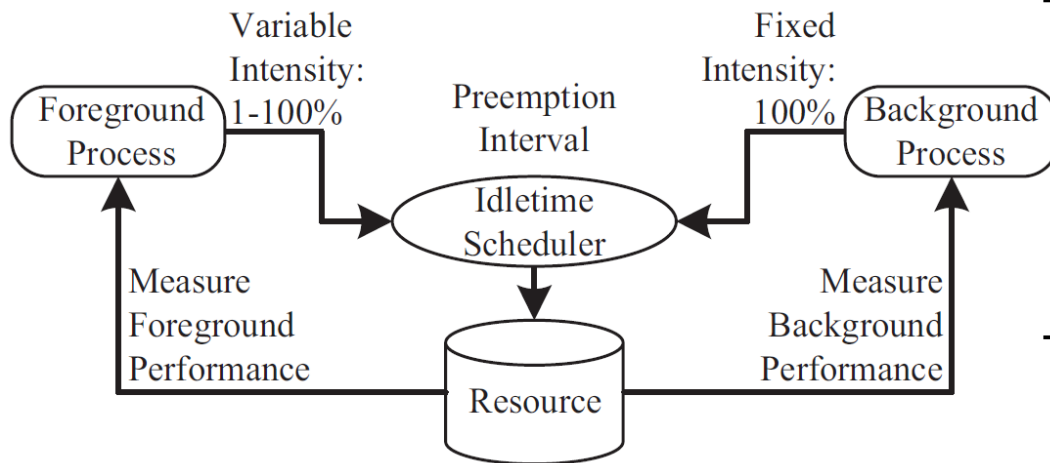 Variable
Intensity:
1-100%
Fixed
Intensity:
100%
Preemption
Interval
Foreground
Process
Background
Process
Idletime
Scheduler
Measure
Foreground
Performance
Measure
Background
Performance
Resource